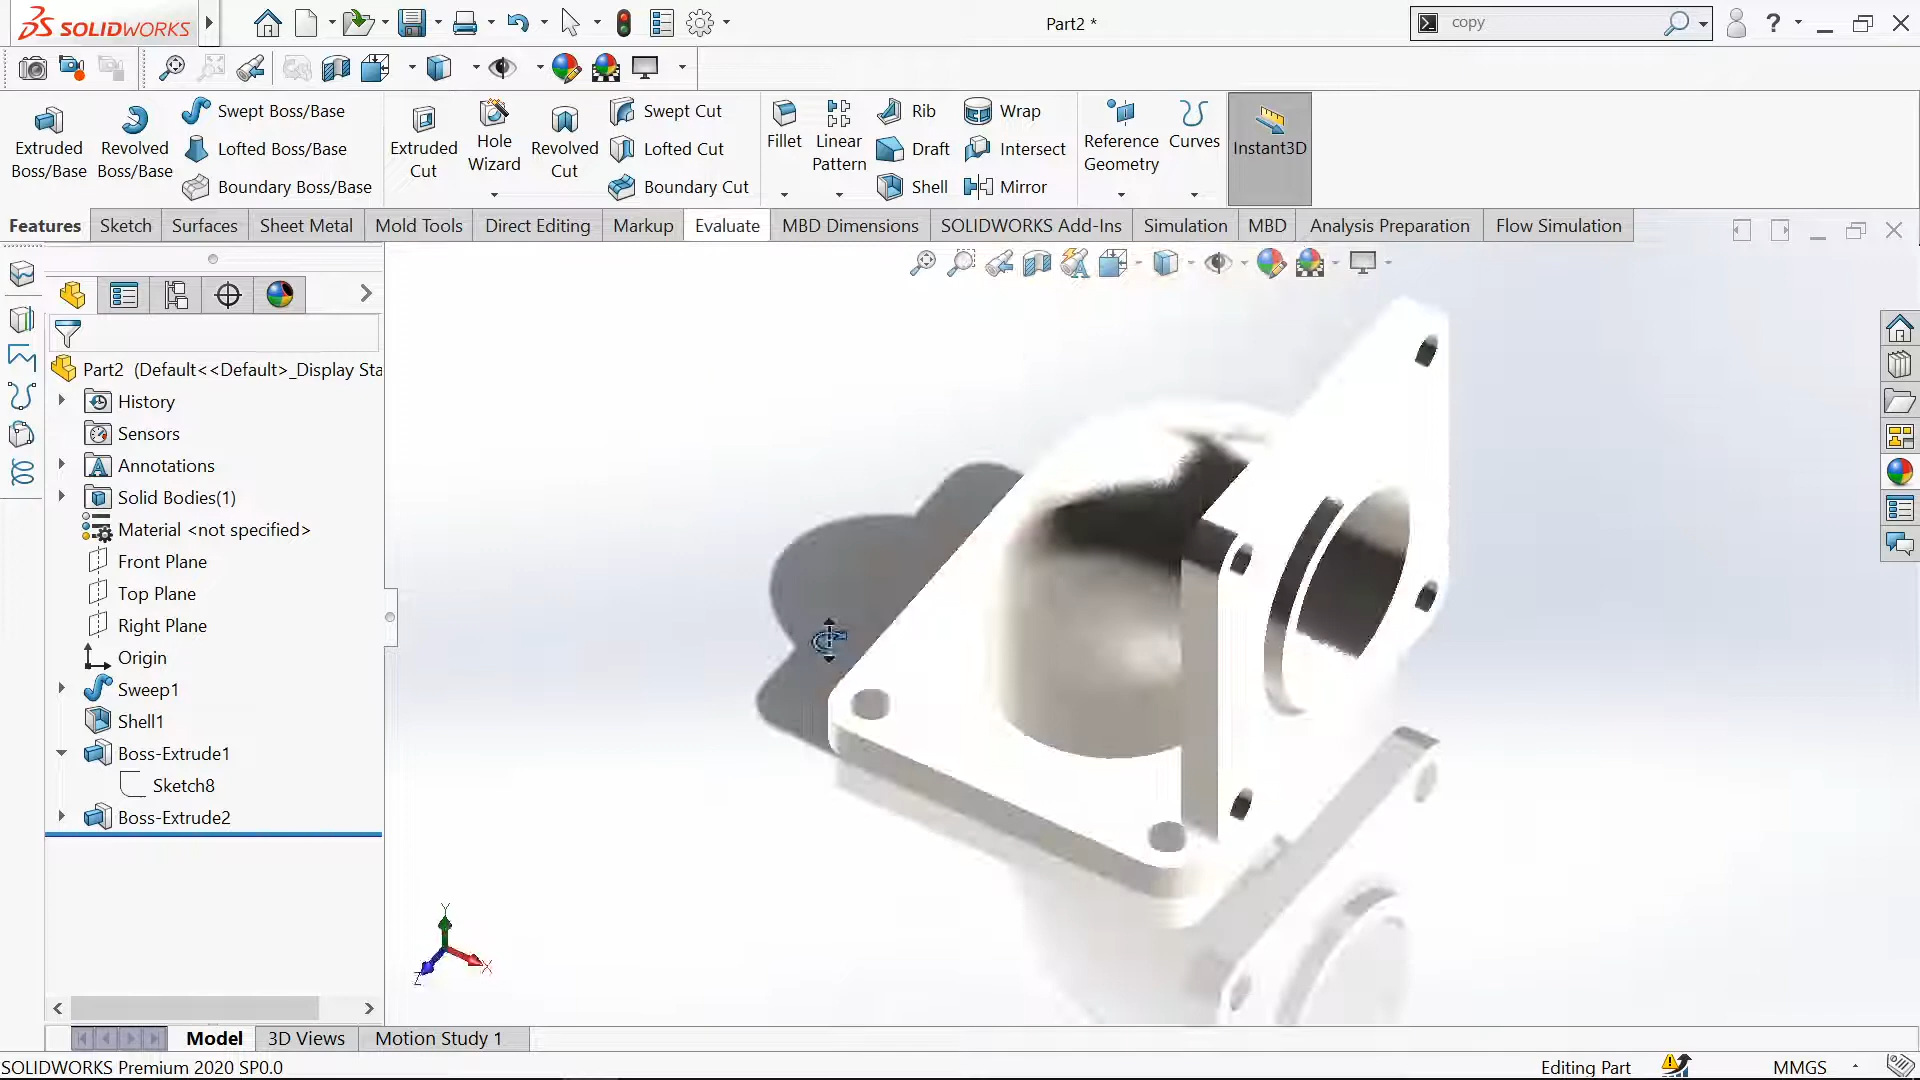 SOLIDWORKS
Part2 *
copy
Extruded Boss/Base
Revolved Boss/Base
Swept Boss/Base
Lofted Boss/Base
Boundary Boss/Base
Extruded Cut
Hole Wizard
Revolved Cut
Swept Cut
Lofted Cut
Boundary Cut
Fillet
Linear Pattern
Rib
Draft
Shell
Wrap
Intersect
Mirror
Reference Geometry
Curves
Instant3D
Features
Sketch
Surfaces
Sheet Metal
Mold Tools
Direct Editing
Markup
Evaluate
MBD Dimensions
SOLIDWORKS Add-Ins
Simulation
MBD
Analysis Preparation
Flow Simulation
Part2 (Default<<Default>_Display Sta
History
Sensors
Annotations
Solid Bodies(1)
Material <not specified>
Front Plane
Top Plane
Right Plane
Origin
Sweep1
Shell1
Boss-Extrude1
Sketch8
Boss-Extrude2
Y
X
Z
Model
3D Views
Motion Study 1
SOLIDWORKS Premium 2020 SP0.0
Editing Part
MMGS